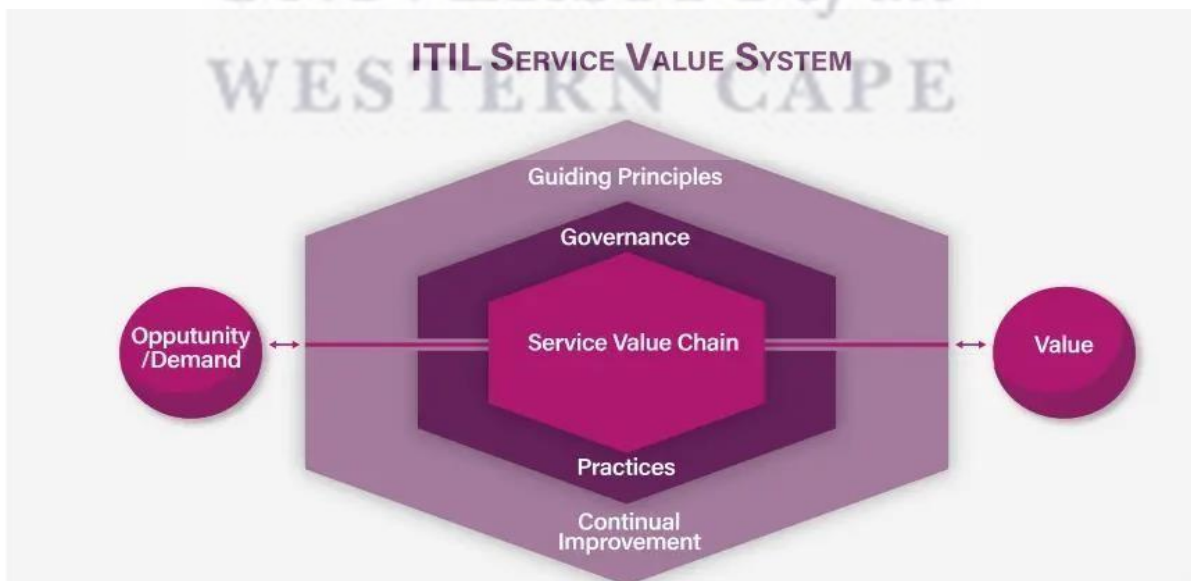 ITIL SERVICE VALUE SYSTEM
WESTERN CAPE
Guiding Principles
Governance
Opputunity
/Demand
Service Value Chain
Value
Practices
Continual
Improvement